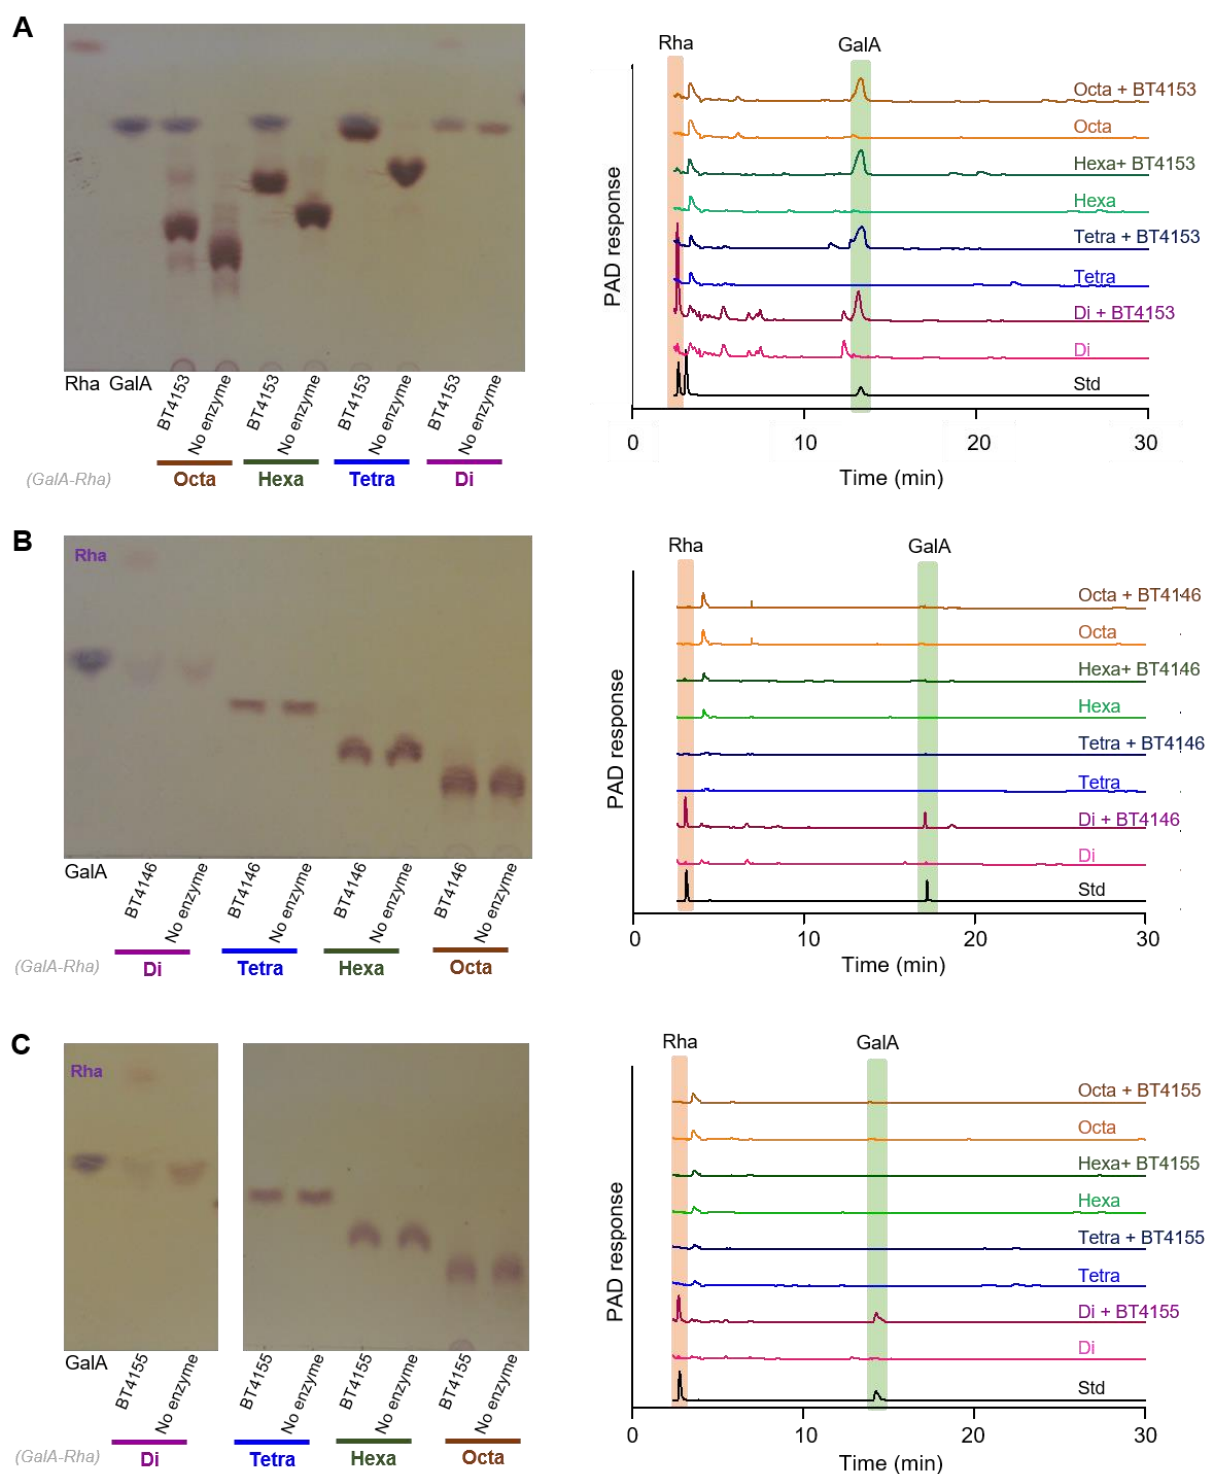 A
Rha
GalA
Octa + BT4153
Octa
Hexa+ BT4153
Hexa
Tetra + BT4153
Tetra
Di + BT4153
Di
Std
PAD response
0
10
20
30
Time (min)
Rha
GalA
BT4153
No enzyme
BT4153
No enzyme
BT4153
No enzyme
BT4153
No enzyme
(GalA-Rha)
Octa
Hexa
Tetra
Di
B
Rha
Rha
GalA
Octa + BT4146
Octa
Hexa+ BT4146
Hexa
Tetra + BT4146
Tetra
Di + BT4146
Di
Std
PAD response
0
10
20
30
Time (min)
GalA
BT4146
No enzyme
BT4146
No enzyme
BT4146
No enzyme
BT4146
No enzyme
(GalA-Rha)
Di
Tetra
Hexa
Octa
C
Rha
Rha
GalA
Octa + BT4155
Octa
Hexa+ BT4155
Hexa
Tetra + BT4155
Tetra
Di + BT4155
Di
Std
PAD response
0
10
20
30
Time (min)
GalA
BT4155
No enzyme
BT4155
No enzyme
BT4155
No enzyme
BT4155
No enzyme
(GalA-Rha)
Di
Tetra
Hexa
Octa